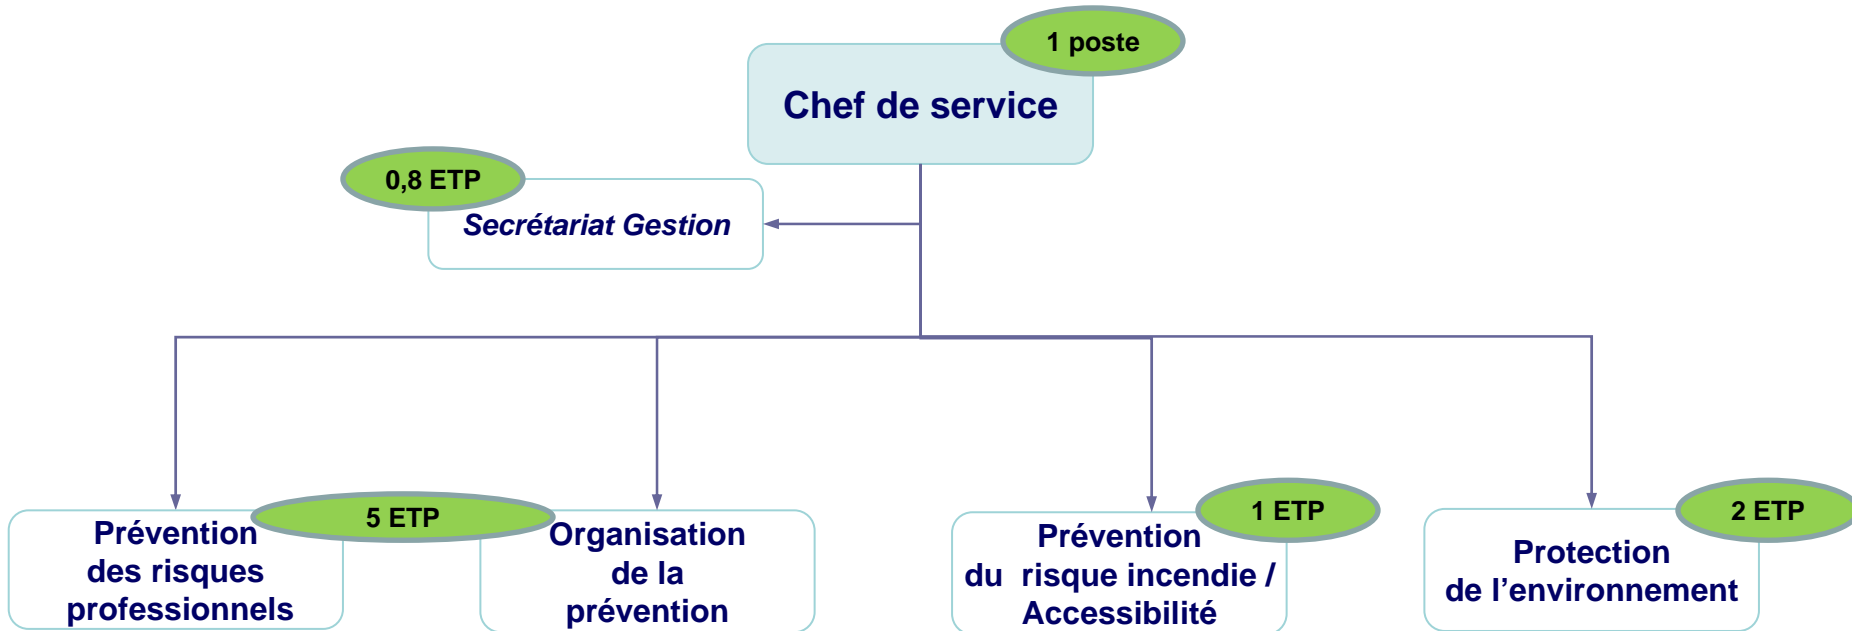 1 poste
Chef de service
0,8 ETP
Secrétariat Gestion
5 ETP
Prévention
des risques
professionnels
Organisation
de la
prévention
1 ETP
Prévention
du risque incendie /
Accessibilité
2 ETP
Protection
de l’environnement